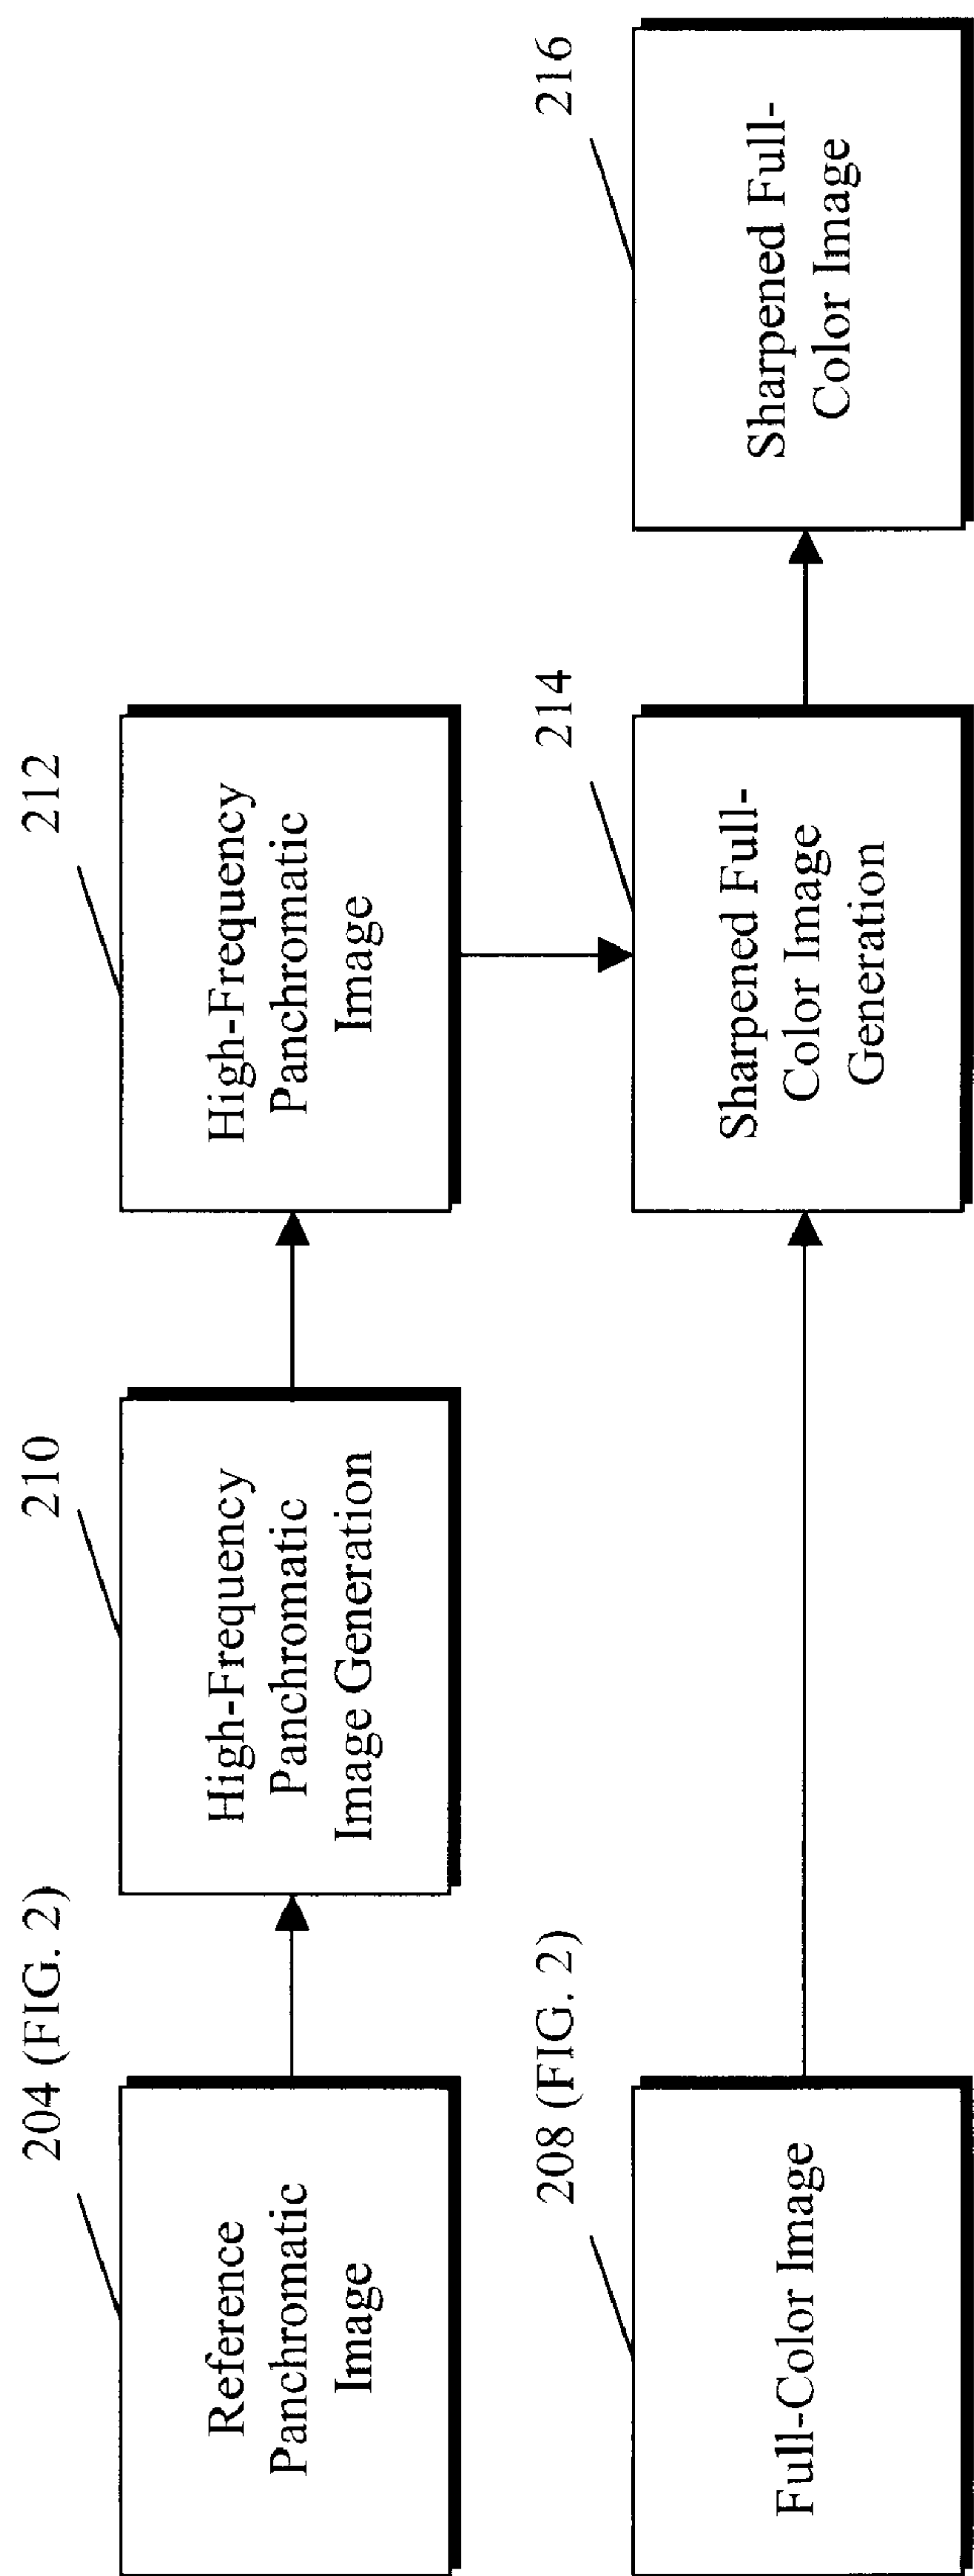 204 (FIG. 2)
Reference
Panchromatic
Image
210
High-Frequency
Panchromatic
Image Generation
212
High-Frequency
Panchromatic
Image
208 (FIG. 2)
Full-Color Image
214
Sharpened Full-
Color Image
Generation
216
Sharpened Full-
Color Image